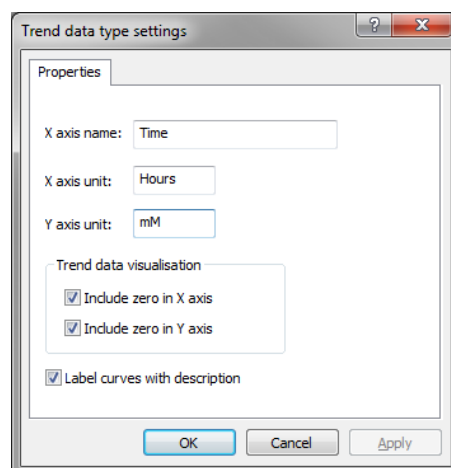 Trend data type settings
?
X
Properties
X axis name: Time
X axis unit: Hours
Y axis unit: mM
Trend data visualisation
Include zero in X axis
Include zero in Y axis
Label curves with description
OK Cancel Apply